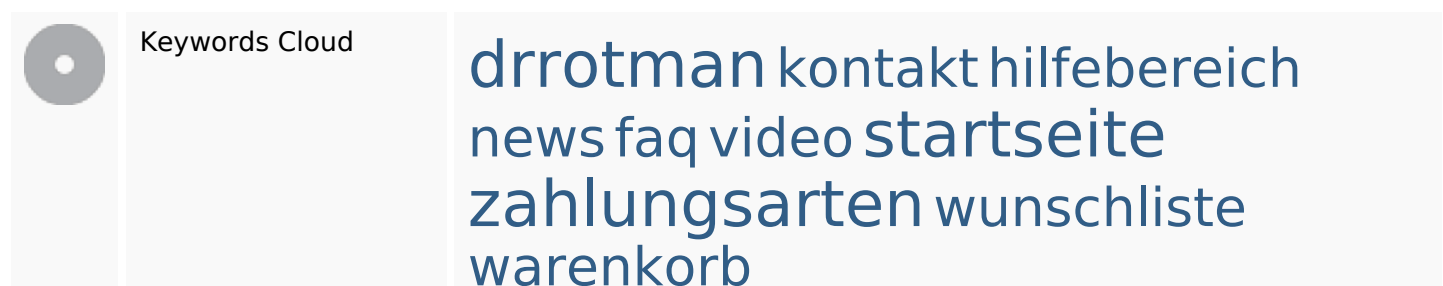 Keywords Cloud
drrotman kontakt hilfebereich
news faq video startseite
zahlungsarten wunschliste
warenkorb